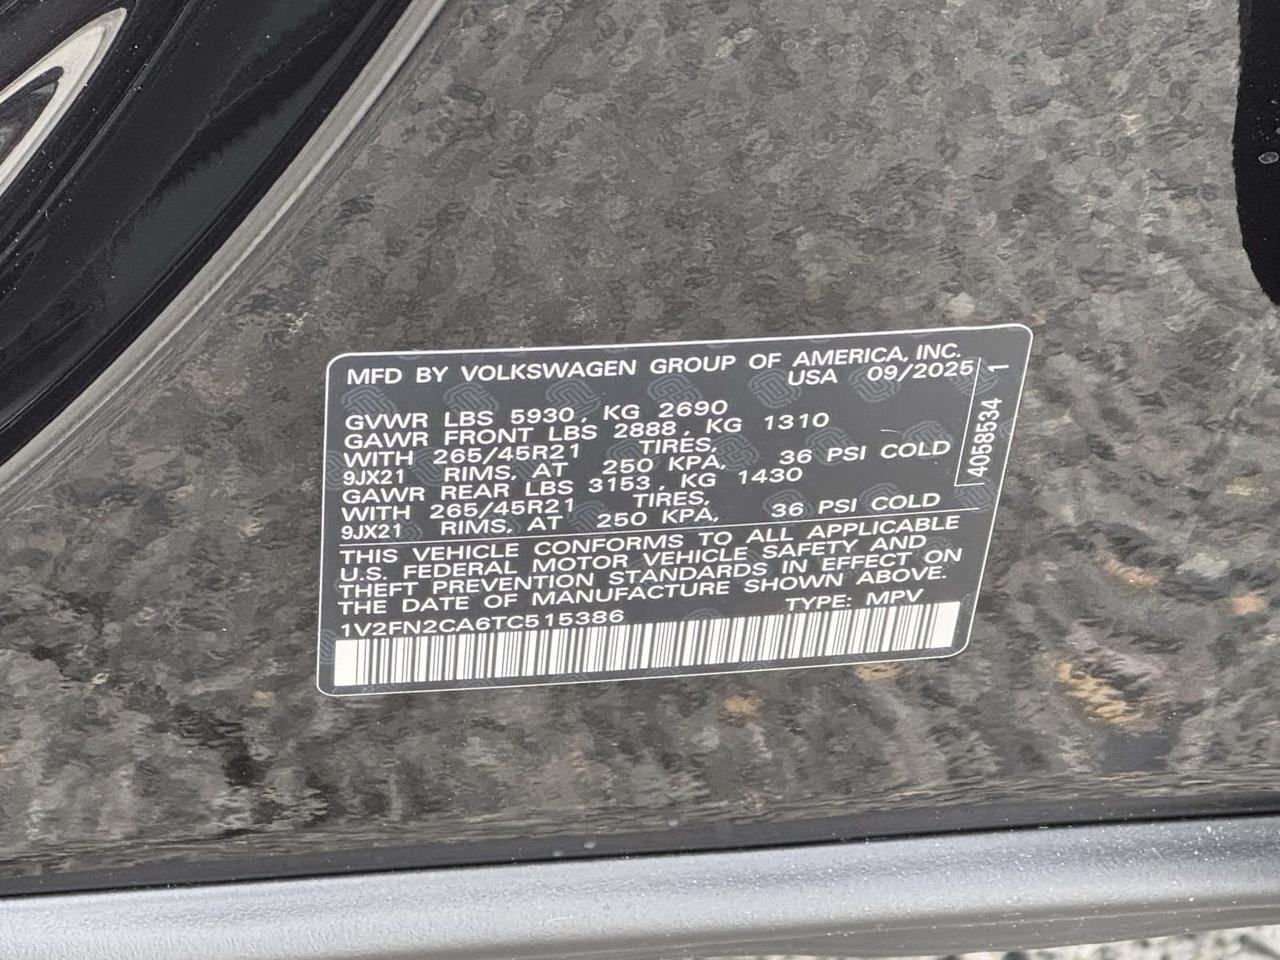 MFD BY VOLKSWAGEN GROUP OF AMERICA, INC.
USA 09/2025
GVWR LBS 5930, KG 2690
GAWR FRONT LBS 2888, KG 1310
WITH 265/45R21 TIRES,
9JX21 RIMS, AT 250 KPA, 36 PSI COLD
GAWR REAR LBS 3153, KG 1430
WITH 265/45R21 TIRES,
9JX21 RIMS, AT 250 KPA, 36 PSI COLD
THIS VEHICLE CONFORMS TO ALL APPLICABLE
U.S. FEDERAL MOTOR VEHICLE SAFETY AND
THEFT PREVENTION STANDARDS IN EFFECT ON
THE DATE OF MANUFACTURE SHOWN ABOVE.
1V2FN2CA6TC515386 TYPE: MPV
4058534 1